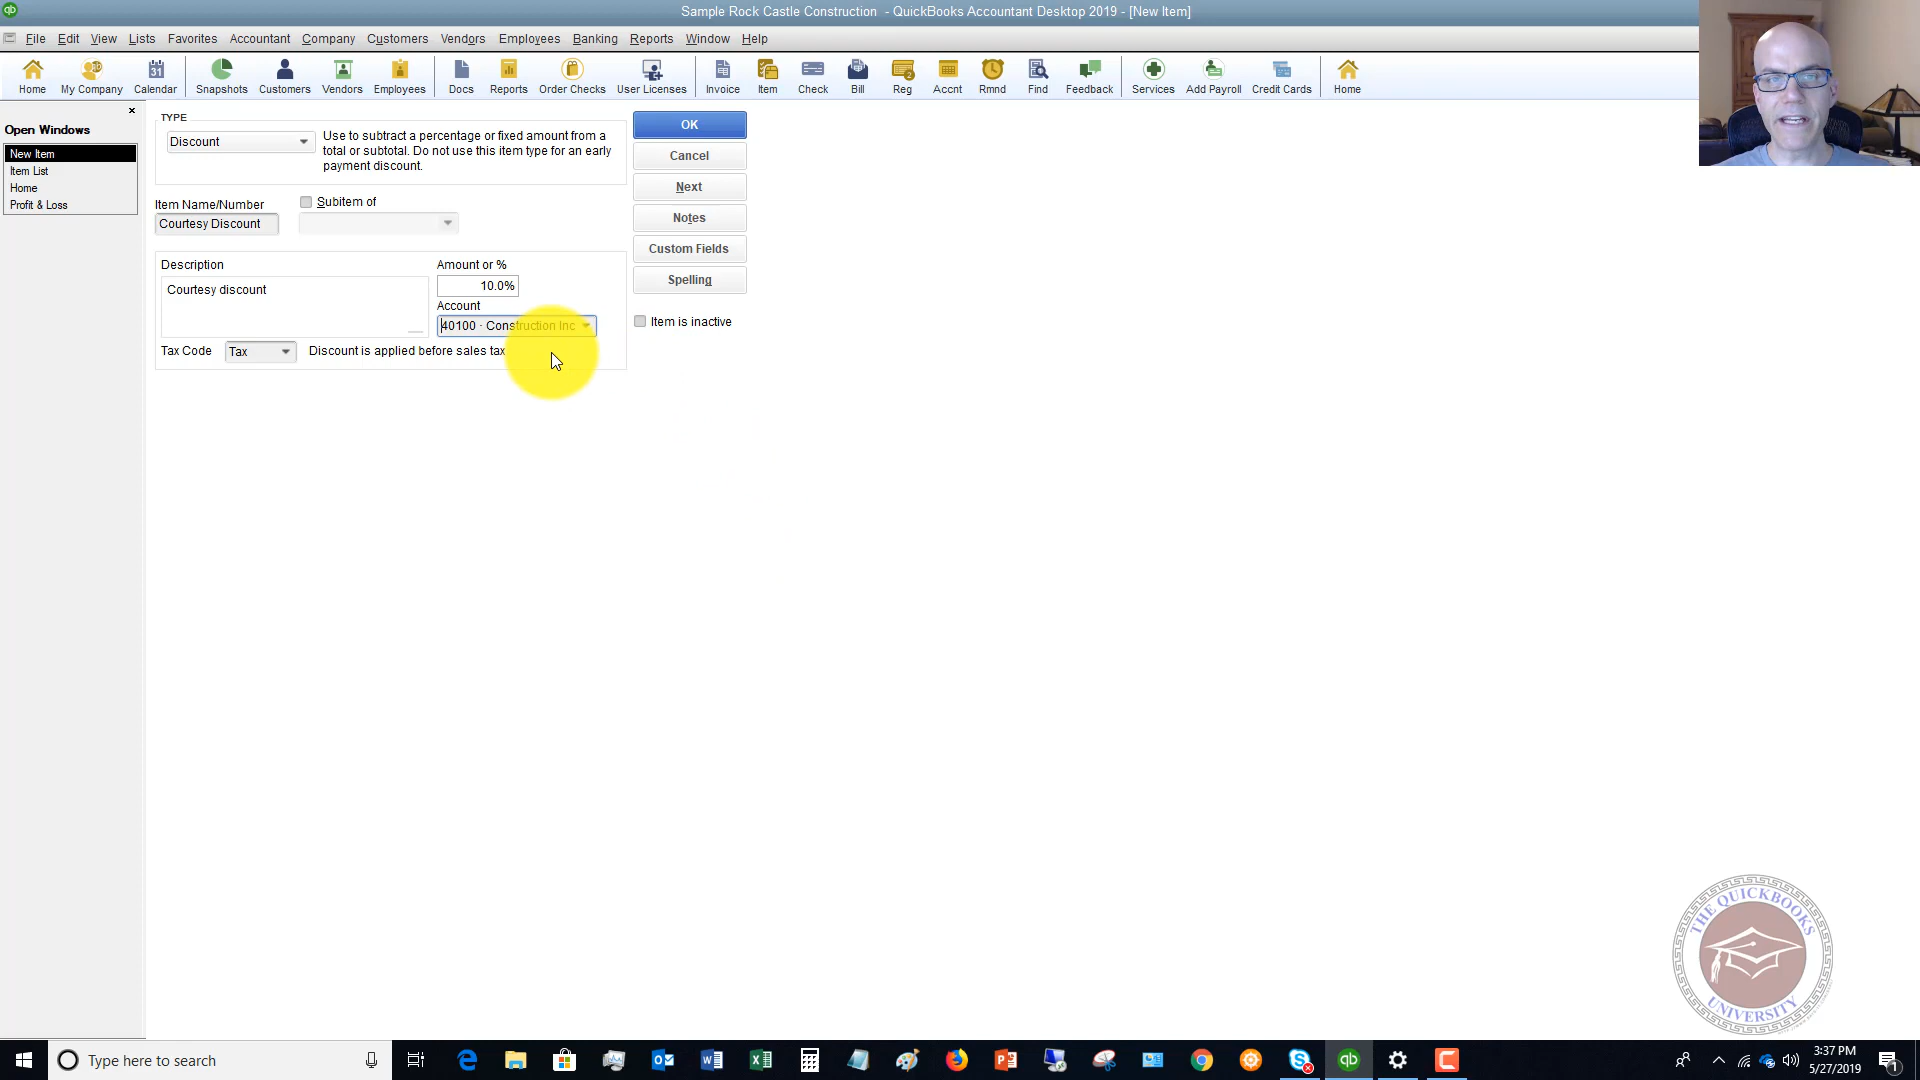 Sample Rock Castle Construction - QuickBooks Accountant Desktop 2019 - [New Item]
File Edit View Lists Favorites Accountant Company Customers Vendors Employees Banking Reports Window Help
31
Home My Company Calendar Snapshots Customers Vendors Employees Docs Reports Order Checks User Licenses Invoice Item Check Bill Reg Accnt Rmnd Find Feedback Services Add Payroll Credit Cards Home
Open Windows
New Item
Item List
Home
Profit & Loss
TYPE
Discount
Use to subtract a percentage or fixed amount from a
total or subtotal. Do not use this item type for an early
payment discount.
OK
Cancel
Next
Notes
Custom Fields
Spelling
Item Name/Number
Subitem of
Courtesy Discount
Description
Amount or %
Courtesy discount
10.0%
Account
40100 · Construction Inc
Item is inactive
Tax Code
Tax
Discount is applied before sales tax
THE QUICKBOOKS
UNIVERSITY
Type here to search
3:37 PM
5/27/2019